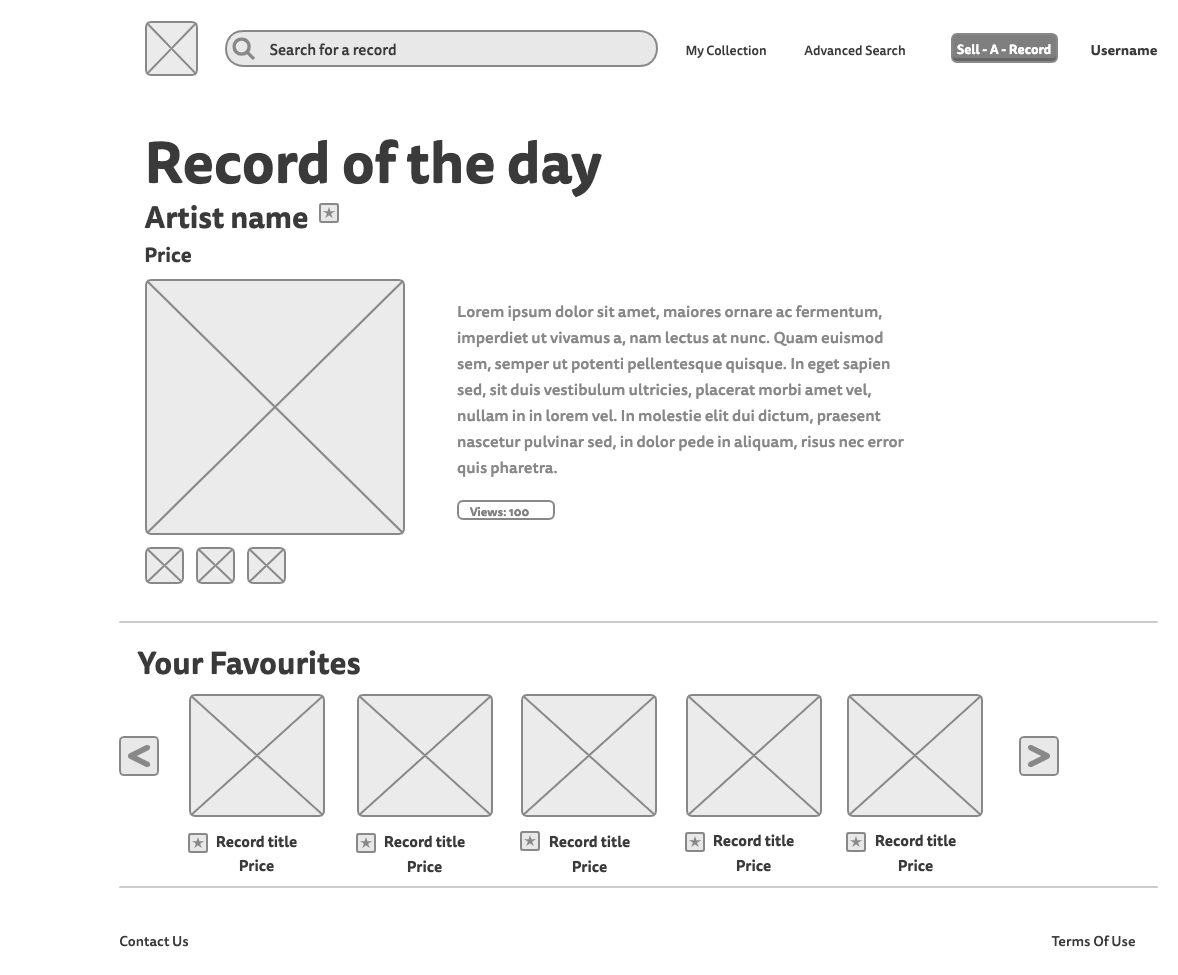 Search for a record
My Collection
Advanced Search
Sell - A - Record
Username
Record of the day
Artist name
Price
Lorem ipsum dolor sit amet, maiores ornare ac fermentum,
imperdiet ut vivamus a, nam lectus at nunc. Quam euismod
sem, semper ut potenti pellentesque quisque. In eget sapien
sed, sit duis vestibulum ultricies, placerat morbi amet vel,
nullam in in lorem vel. In molestie elit dui dictum, praesent
nascetur pulvinar sed, in dolor pede in aliquam, risus nec error
quis pharetra.
Views: 100
Your Favourites
<
>
Record title
Price
Record title
Price
Record title
Price
Record title
Price
Record title
Price
Contact Us
Terms Of Use